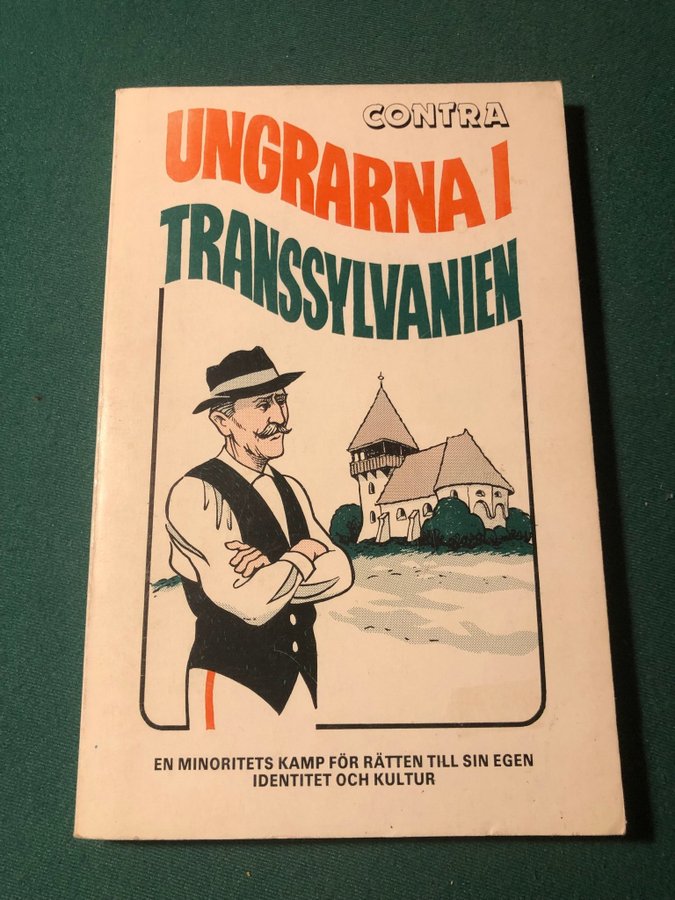 CONTRA
UNGRARNA I
TRANSSYLVANIEN
EN MINORITETS KAMP FÖR RÄTTEN TILL SIN EGEN
IDENTITET OCH KULTUR